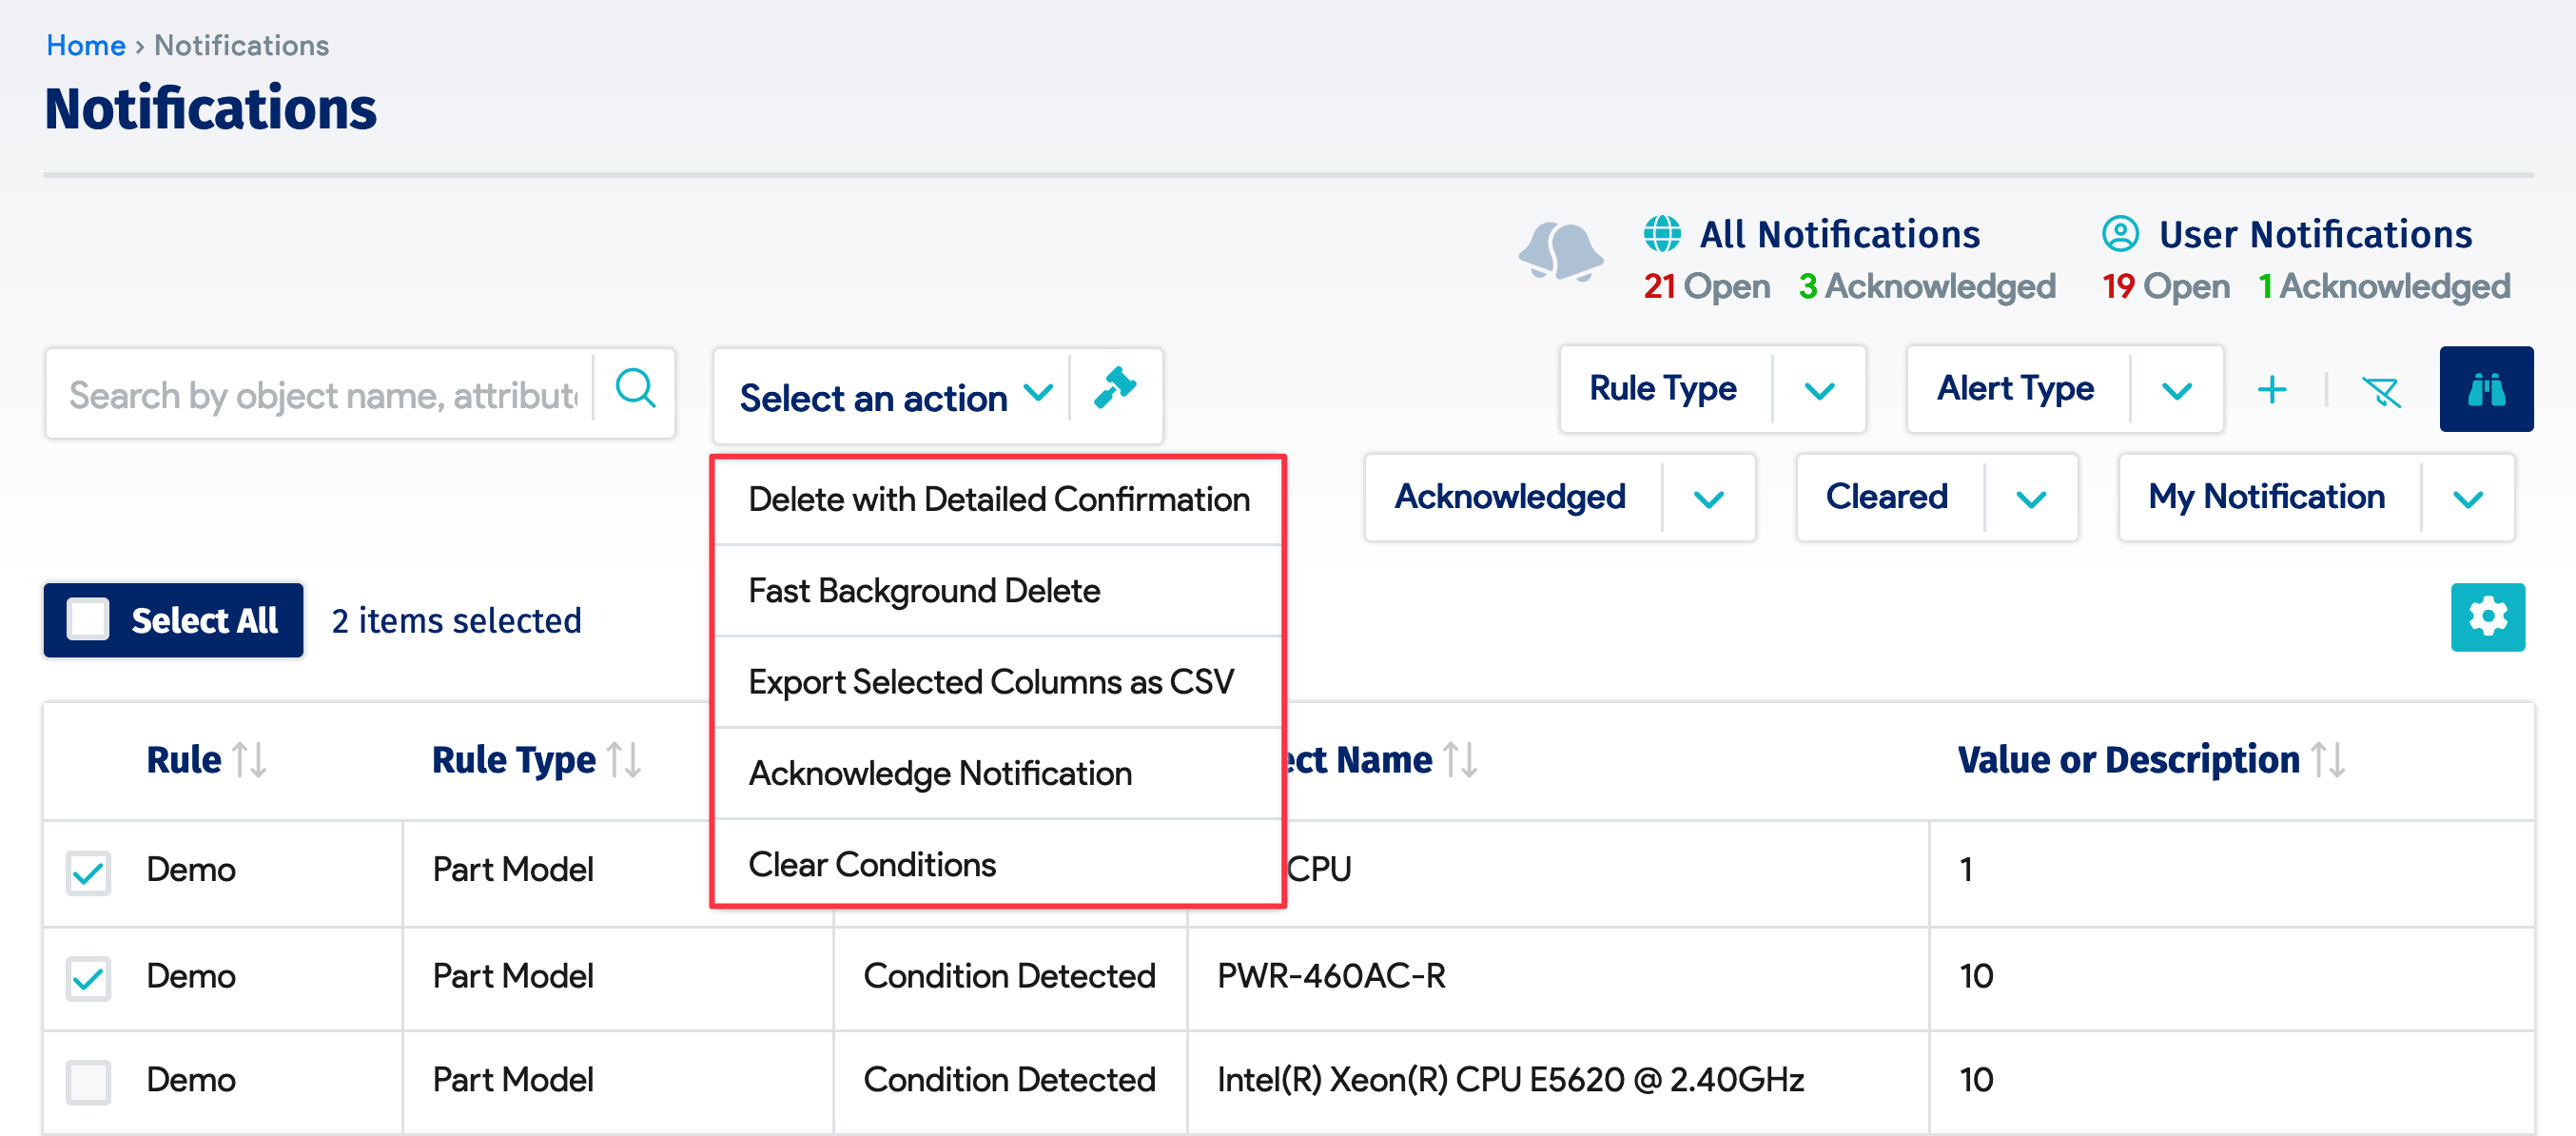 Home › Notifications
Notifications
All Notifications
21 Open 3 Acknowledged
User Notifications
19 Open 1 Acknowledged
Search by object name, attribut
Select an action
Rule Type
Alert Type
Delete with Detailed Confirmation
Fast Background Delete
Export Selected Columns as CSV
Acknowledge Notification
Clear Conditions
Acknowledged
Cleared
My Notification
Select All
2 items selected
Rule Rule Type ect Name Value or Description
Demo Part Model CPU 1
Demo Part Model Condition Detected PWR-460AC-R 10
Demo Part Model Condition Detected Intel(R) Xeon(R) CPU E5620 @ 2.40GHz 10